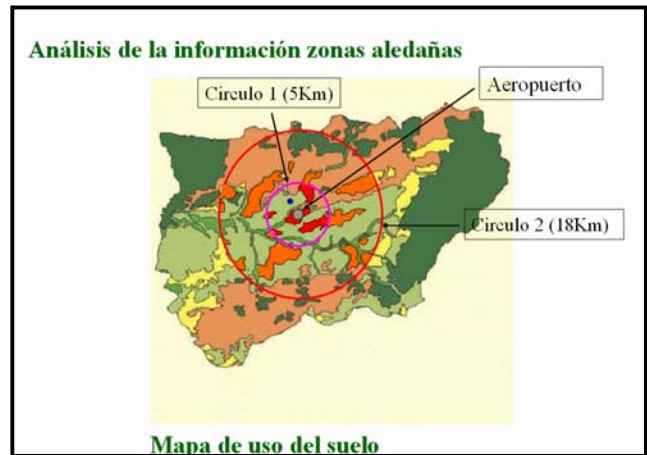 Análisis de la información zonas aledañas
Circulo 1 (5Km)
Aeropuerto
Circulo 2 (18Km)
Mapa de uso del suelo